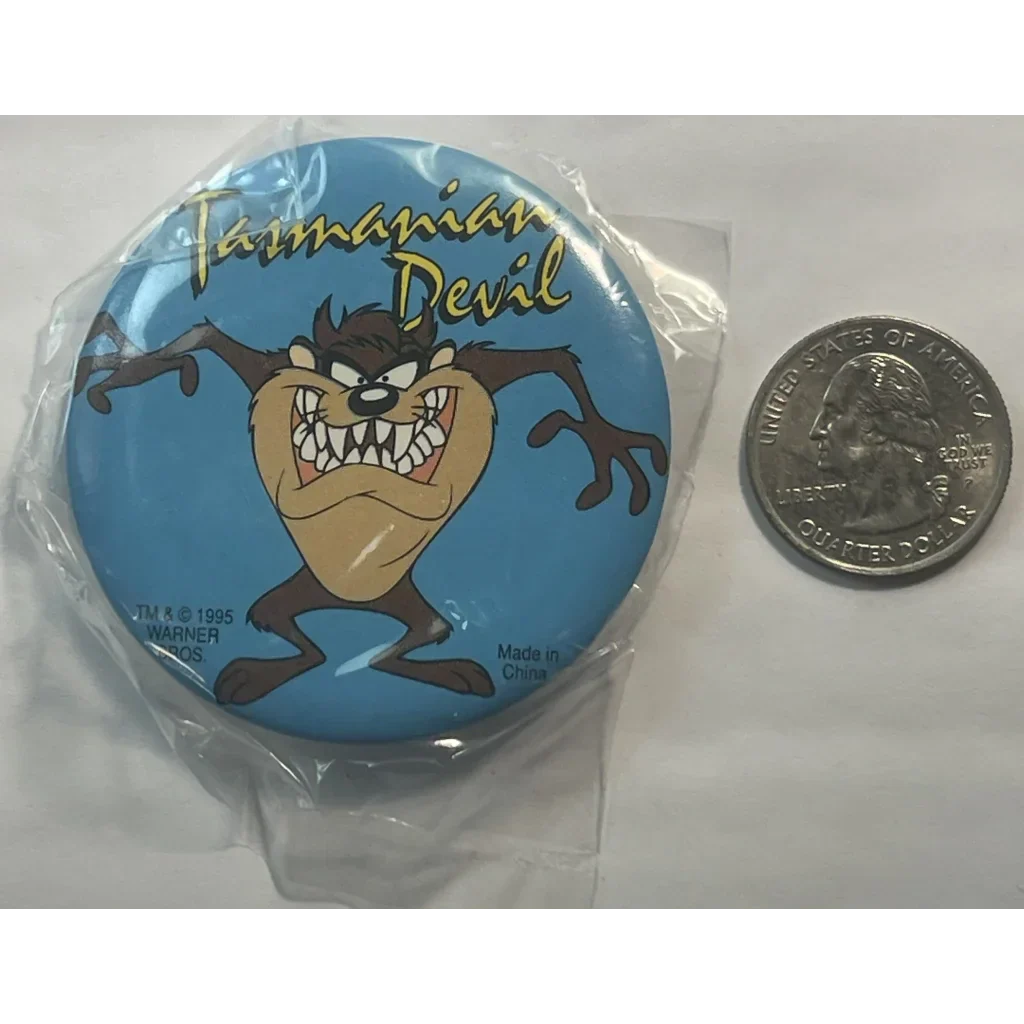 Tasmanian
Devil
TM & © 1995
WARNER
BROS.
Made in
China
UNITED STATES OF AMERICA
LIBERTY
IN
GOD WE
TRUST
P
QUARTER DOLLAR